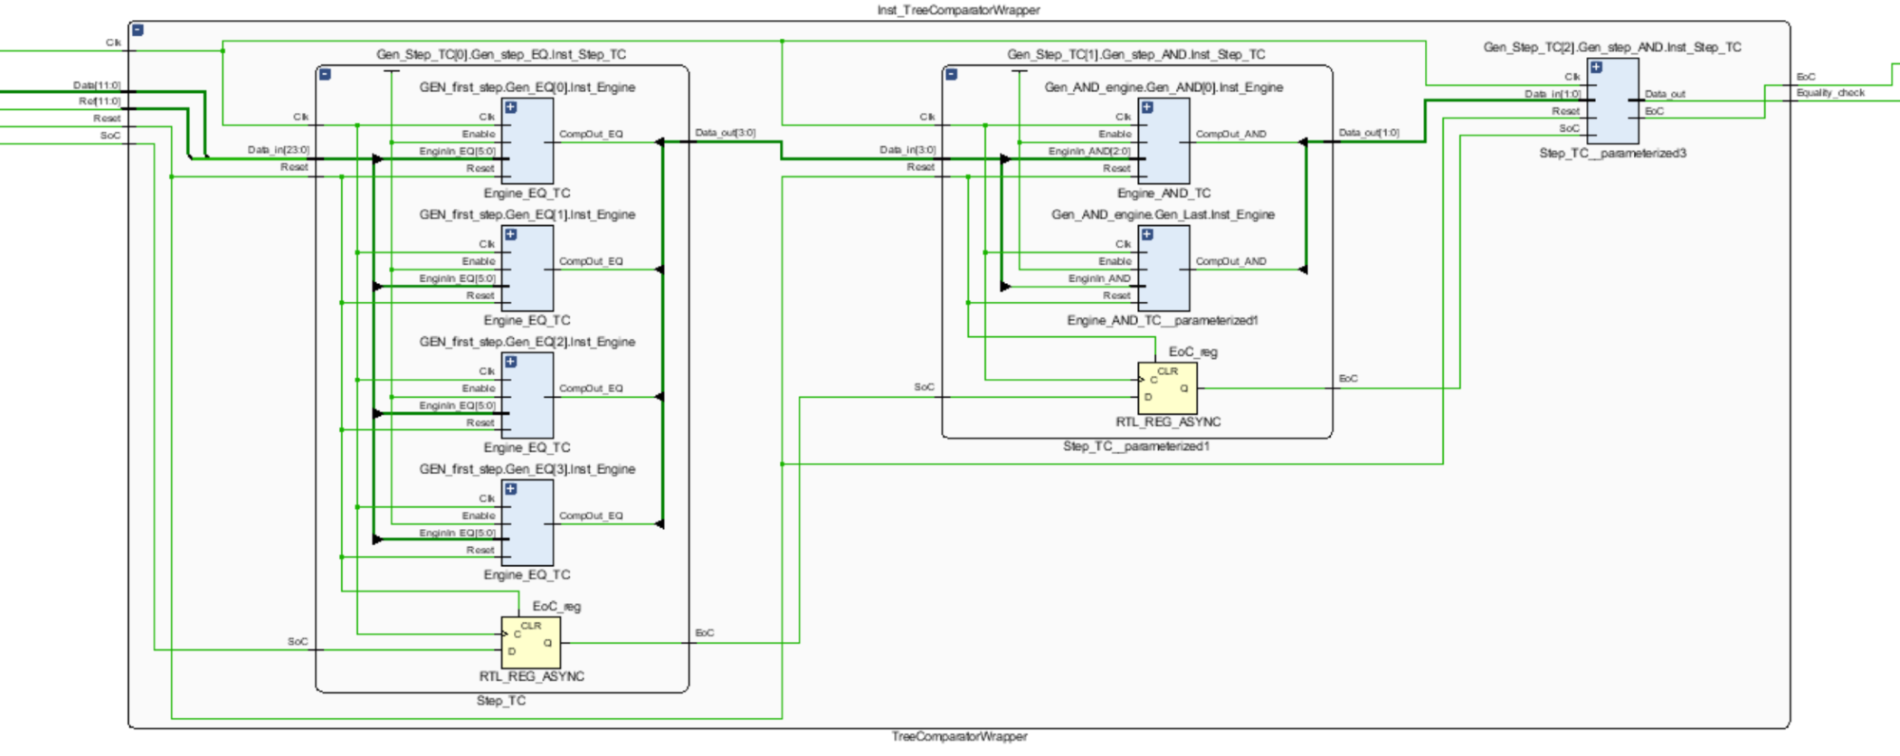 Inst_TreeComparatorWrapper
Clk
Data[11:0]
Ref[11:0]
Reset
SoC
Gen_Step_TC[0].Gen_step_EQ.Inst_Step_TC
Clk
Data_in[23:0]
Reset
SoC
GEN_first_step.Gen_EQ[0].Inst_Engine
Clk
Enable
EnginIn_EQ[5:0]
Reset
CompOut_EQ
Engine_EQ_TC
GEN_first_step.Gen_EQ[1].Inst_Engine
Clk
Enable
EnginIn_EQ[5:0]
Reset
CompOut_EQ
Engine_EQ_TC
GEN_first_step.Gen_EQ[2].Inst_Engine
Clk
Enable
EnginIn_EQ[5:0]
Reset
CompOut_EQ
Engine_EQ_TC
GEN_first_step.Gen_EQ[3].Inst_Engine
Clk
Enable
EnginIn_EQ[5:0]
Reset
CompOut_EQ
Engine_EQ_TC
EoC_reg
CLR
C
Q
D
RTL_REG_ASYNC
Data_out[3:0]
EoC
Step_TC
Gen_Step_TC[1].Gen_step_AND.Inst_Step_TC
Clk
Data_in[3:0]
Reset
SoC
Gen_AND_engine.Gen_AND[0].Inst_Engine
Clk
Enable
EnginIn_AND[2:0]
Reset
CompOut_AND
Engine_AND_TC
Gen_AND_engine.Gen_Last.Inst_Engine
Clk
Enable
EnginIn_AND
Reset
CompOut_AND
Engine_AND_TC__parameterized1
EoC_reg
CLR
C
Q
D
RTL_REG_ASYNC
Data_out[1:0]
EoC
Step_TC__parameterized1
Gen_Step_TC[2].Gen_step_AND.Inst_Step_TC
Clk
Data_in[1:0]
Reset
SoC
Data_out
EoC
Step_TC__parameterized3
EoC
Equality_check
TreeComparatorWrapper